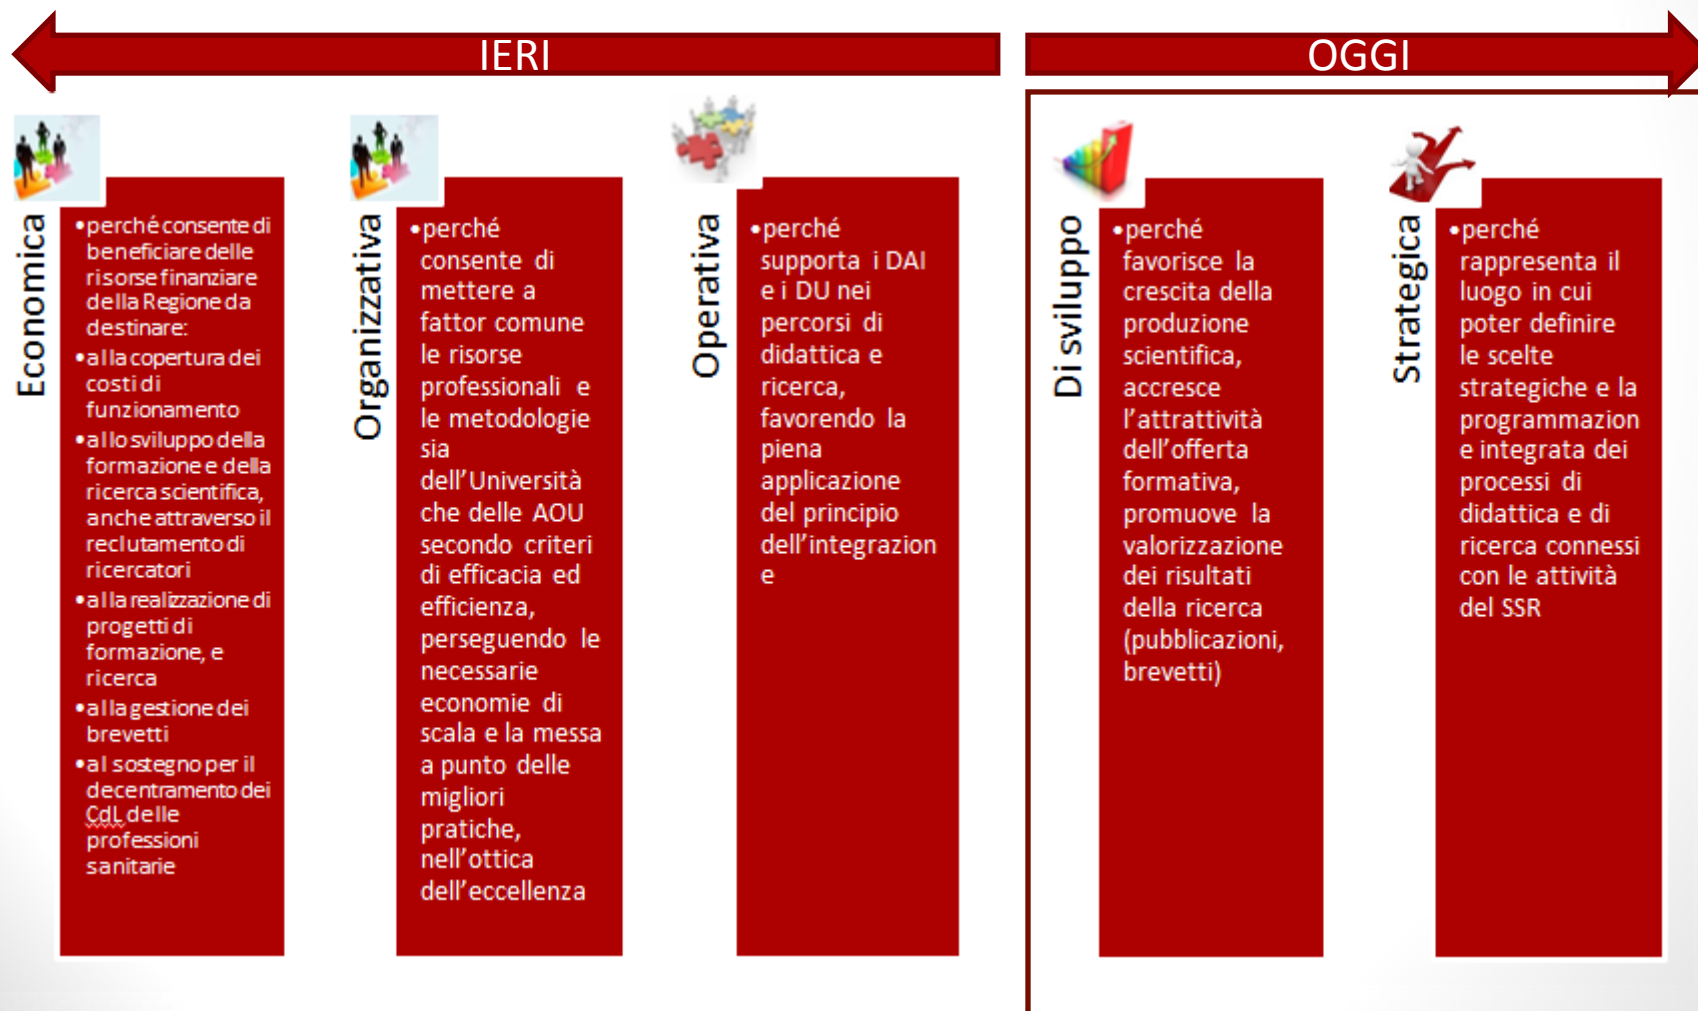 IERI
OGGI
Economica
•perché consente di
beneficiare delle
risorse finanziare
della Regione da
destinare:
•alla copertura dei
costi di
funzionamento
•allo sviluppo della
formazione e della
ricerca scientifica,
anche attraverso il
reclutamento di
ricercatori
•alla realizzazione di
progetti di
formazione, e
ricerca
•alla gestione dei
brevetti
•al sostegno per il
decentramento dei
CdL delle
professioni
sanitarie
Organizzativa
•perché
consente di
mettere a
fattor comune
le risorse
professionali e
le metodologie
sia
dell'Università
che delle AOU
secondo criteri
di efficacia ed
efficienza,
perseguendo le
necessarie
economie di
scala e la messa
a punto delle
migliori
pratiche,
nell'ottica
dell'eccellenza
Operativa
•perché
supporta i DAI
e i DU nei
percorsi di
didattica e
ricerca,
favorendo la
piena
applicazione
del principio
dell'integrazion
e
Di sviluppo
•perché
favorisce la
crescita della
produzione
scientifica,
accresce
l'attrattività
dell'offerta
formativa,
promuove la
valorizzazione
dei risultati
della ricerca
(pubblicazioni,
brevetti)
Strategica
•perché
rappresenta il
luogo in cui
poter definire
le scelte
strategiche e la
programmazion
e integrata dei
processi di
didattica e di
ricerca connessi
con le attività
del SSR